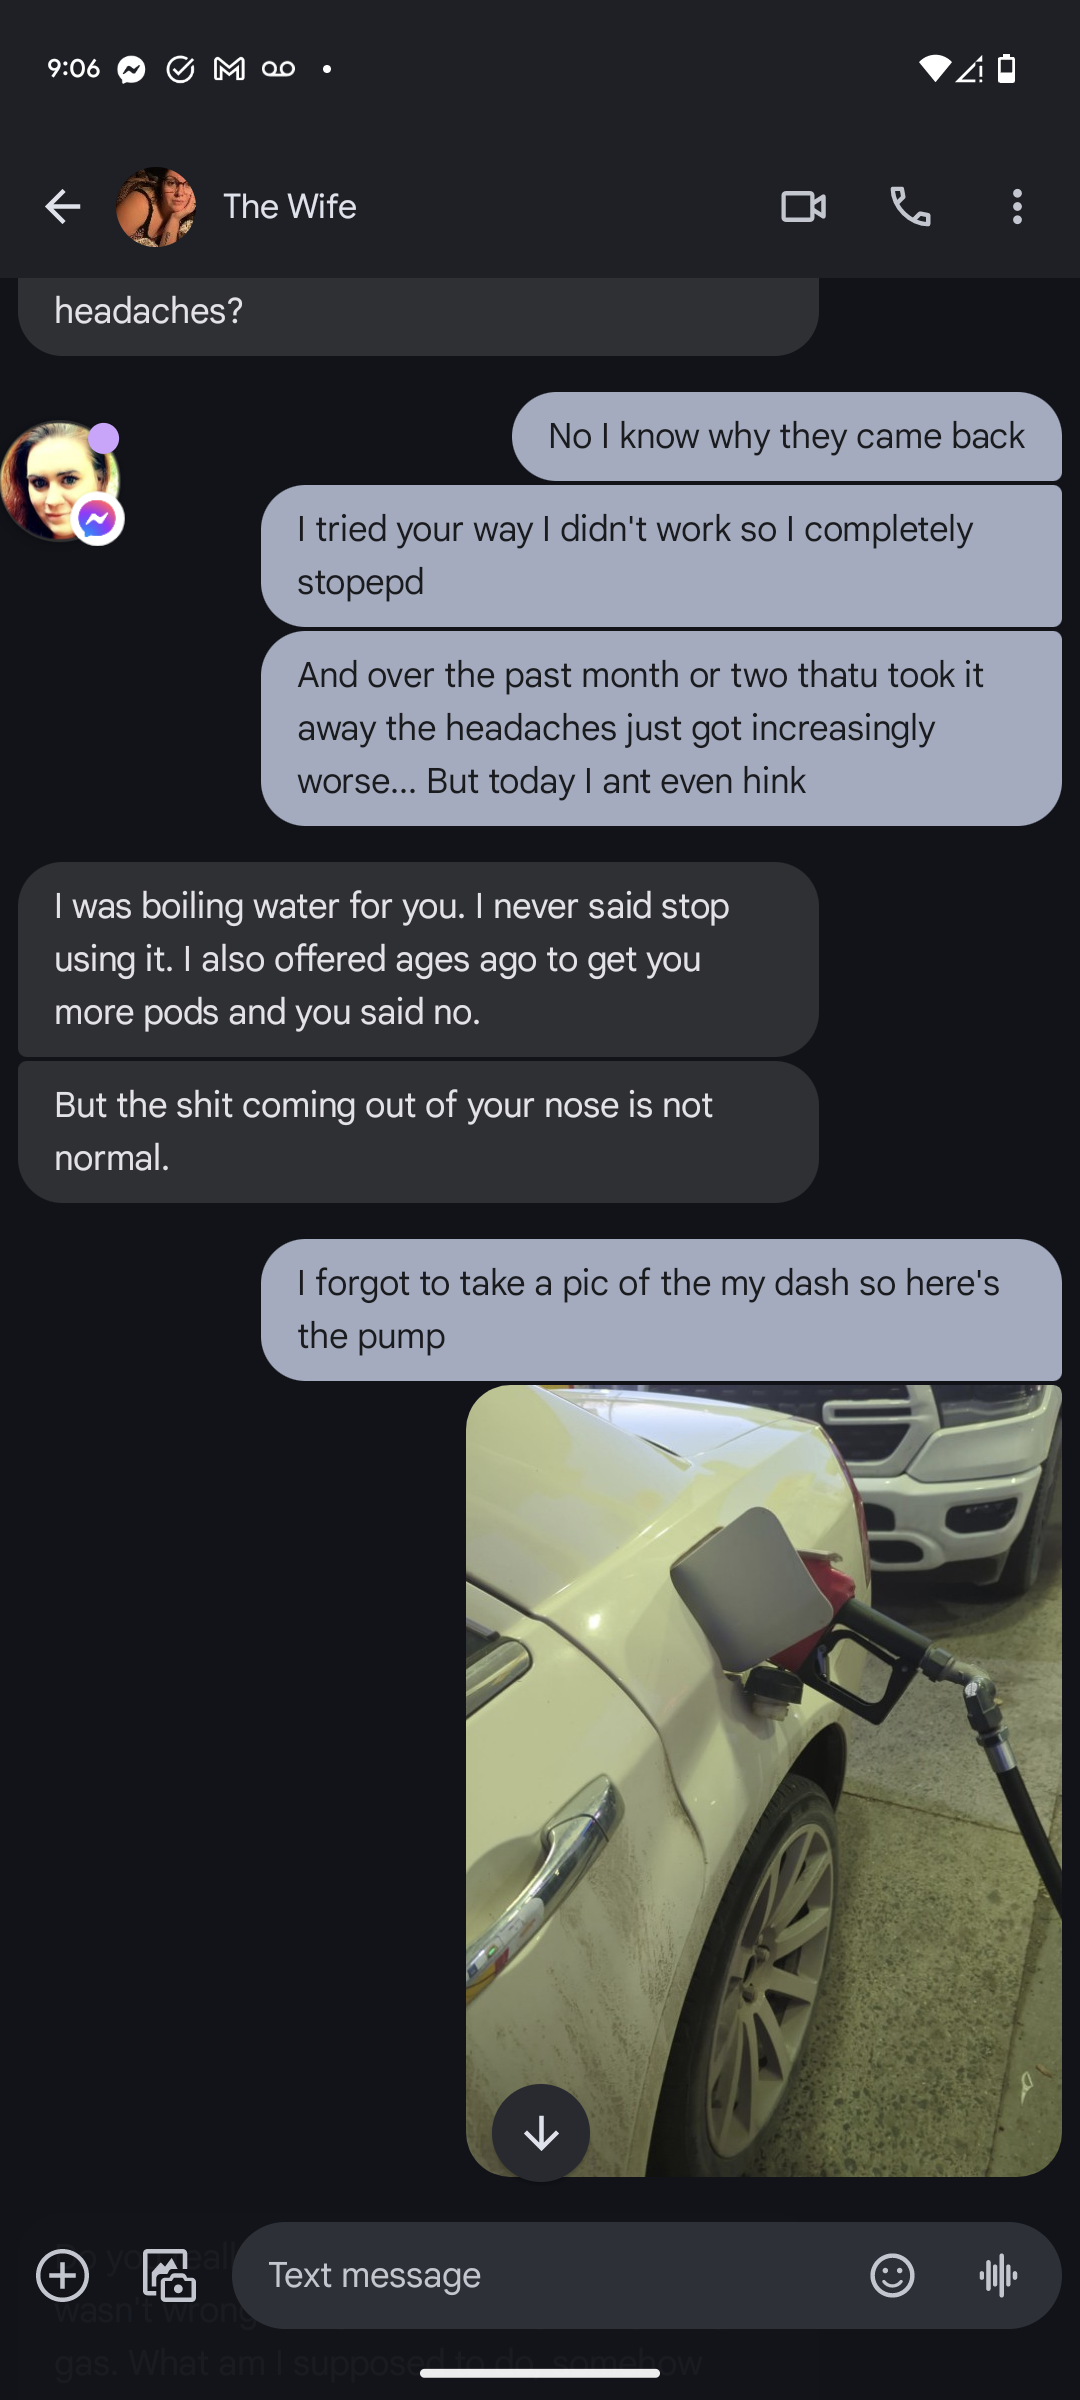 9:06
The Wife
headaches?
No I know why they came back
I tried your way I didn't work so I completely
stopepd
And over the past month or two thatu took it
away the headaches just got increasingly
worse... But today I ant even hink
I was boiling water for you. I never said stop
using it. I also offered ages ago to get you
more pods and you said no.
But the shit coming out of your nose is not
normal.
I forgot to take a pic of the my dash so here's
the pump
Text message
wasn't wrong
gas. What am I supposed to do, somehow